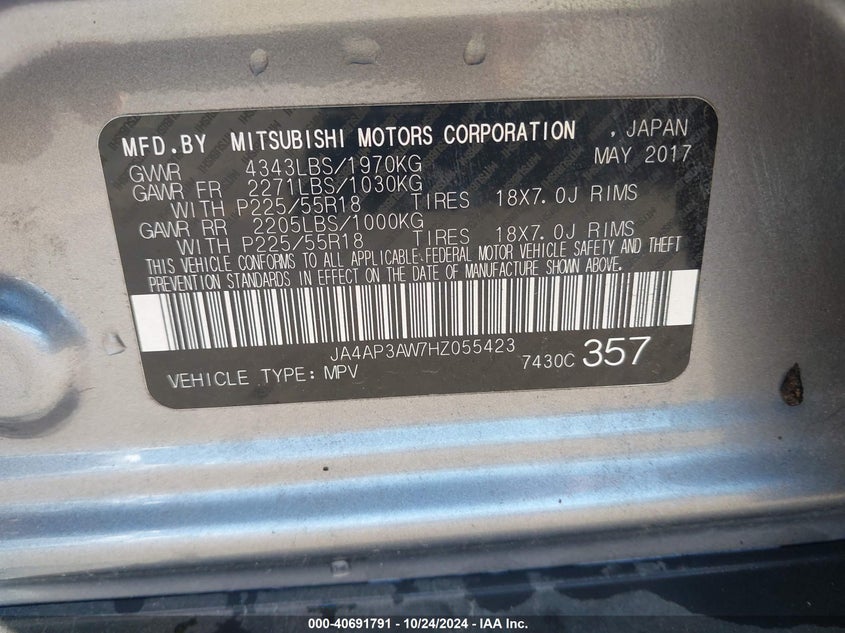 MFD.BY MITSUBISHI MOTORS CORPORATION , JAPAN
GVWR 4343LBS/1970KG MAY 2017
GAWR FR 2271LBS/1030KG
WITH P225/55R18 TIRES 18X7.0J RIMS
GAWR RR 2205LBS/1000KG
WITH P225/55R18 TIRES 18X7.0J RIMS
THIS VEHICLE CONFORMS TO ALL APPLICABLE FEDERAL MOTOR VEHICLE SAFETY AND THEFT
PREVENTION STANDARDS IN EFFECT ON THE DATE OF MANUFACTURE SHOWN ABOVE.
JA4AP3AW7HZ055423
7430C 357
VEHICLE TYPE: MPV
000-40691791 - 10/24/2024 - IAA Inc.